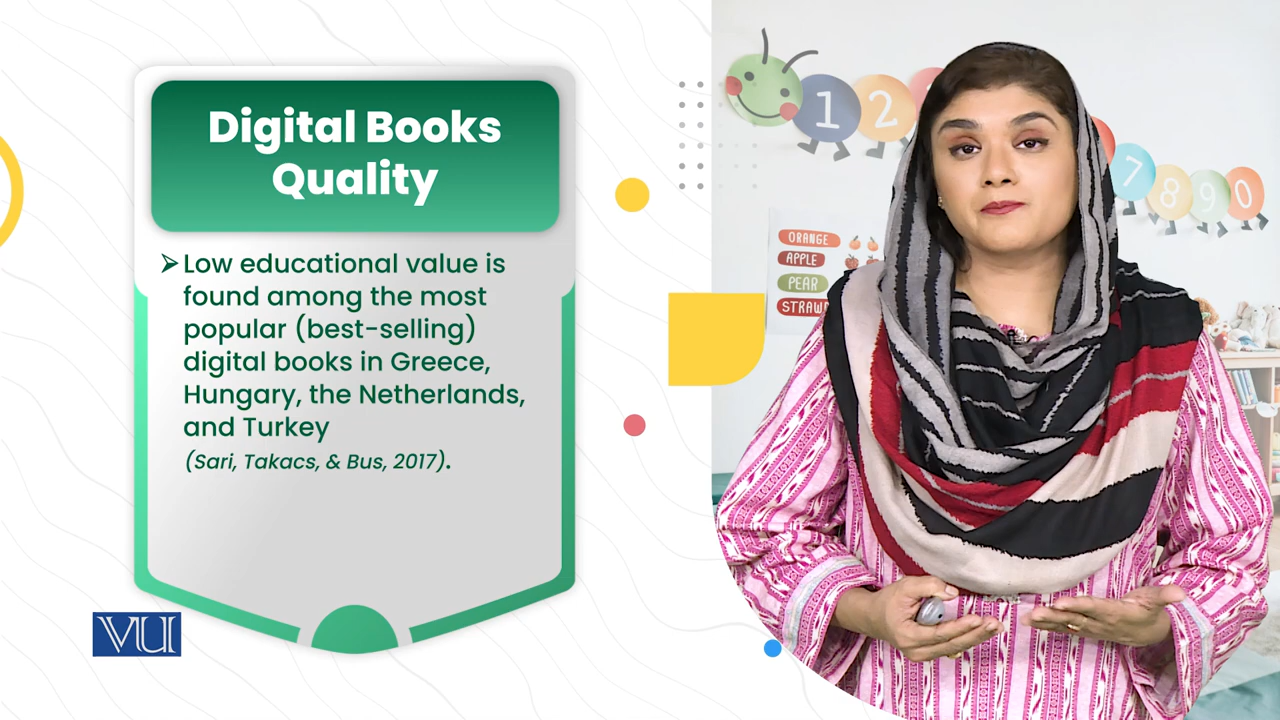 Digital Books
Quality
➢ Low educational value is
found among the most
popular (best-selling)
digital books in Greece,
Hungary, the Netherlands,
and Turkey
(Sari, Takacs, & Bus, 2017).
VU
1 2
7 8 9 0
ORANGE
APPLE
PEAR